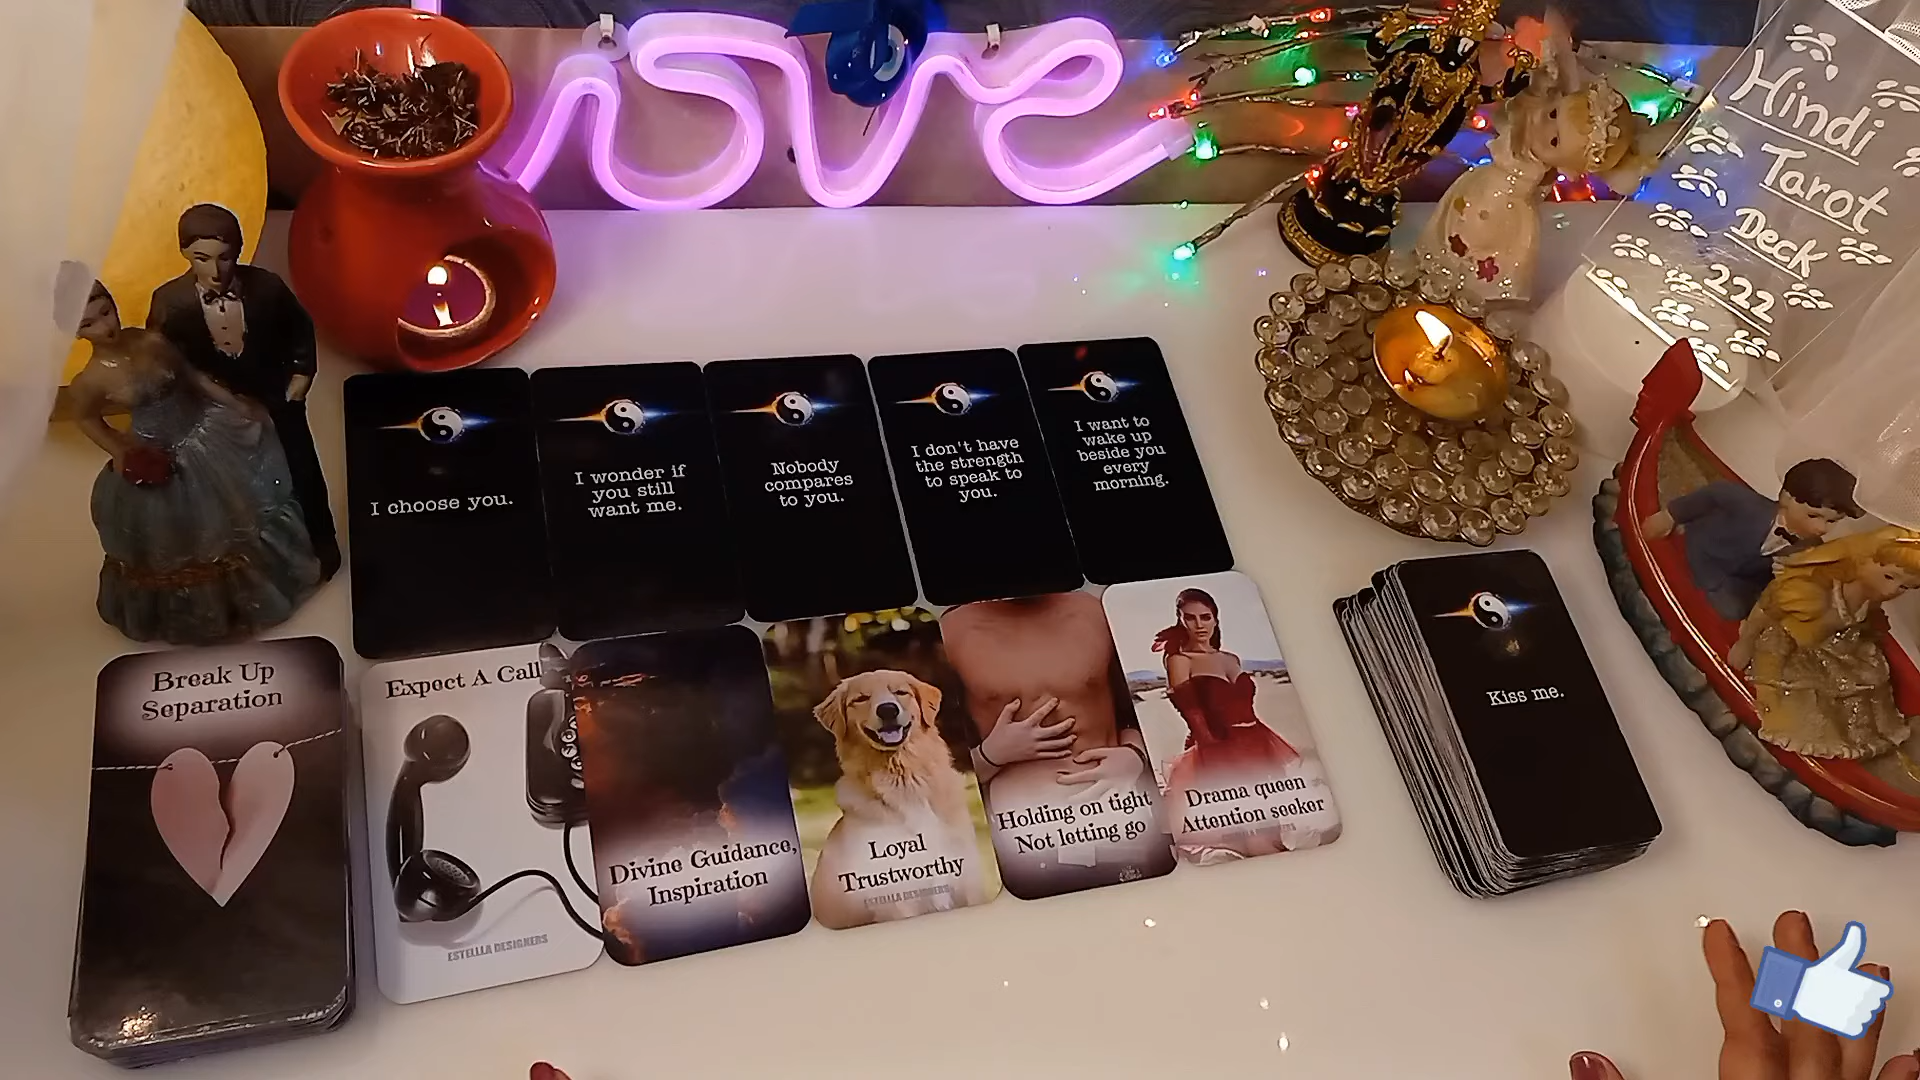 love
Hindi
Tarot
Deck
222
I choose you.
I wonder if
you still
want me.
Nobody
compares
to you.
I don't have
the strength
to speak to
you.
I want to
wake up
beside you
every
morning.
Kiss me.
Break Up
Separation
Expect A Call
ESTELLA DESIGNERS
Divine Guidance,
Inspiration
Loyal
Trustworthy
ESTELLA DESIGNERS
Holding on tight
Not letting go
Drama queen
Attention seeker